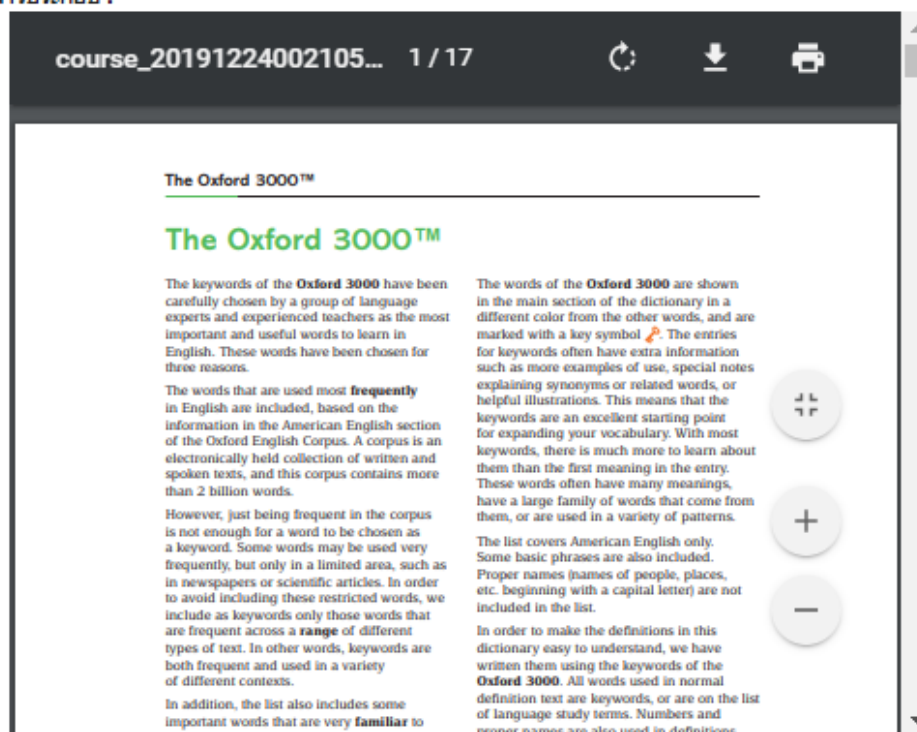 course_20191224002105... 1 / 17
The Oxford 3000™
The Oxford 3000™
The keywords of the Oxford 3000 have been
carefully chosen by a group of language
experts and experienced teachers as the most
important and useful words to learn in
English. These words have been chosen for
three reasons.
The words that are used most frequently
in English are included, based on the
information in the American English section
of the Oxford English Corpus. A corpus is an
electronically held collection of written and
spoken texts, and this corpus contains more
than 2 billion words.
However, just being frequent in the corpus
is not enough for a word to be chosen as
a keyword. Some words may be used very
frequently, but only in a limited area, such as
in newspapers or scientific articles. In order
to avoid including these restricted words, we
include as keywords only those words that
are frequent across a range of different
types of text. In other words, keywords are
both frequent and used in a variety
of different contexts.
In addition, the list also includes some
important words that are very familiar to
The words of the Oxford 3000 are shown
in the main section of the dictionary in a
different color from the other words, and are
marked with a key symbol. The entries
for keywords often have extra information
such as more examples of use, special notes
explaining synonyms or related words, or
helpful illustrations. This means that the
keywords are an excellent starting point
for expanding your vocabulary. With most
keywords, there is much more to learn about
them than the first meaning in the entry.
These words often have many meanings,
have a large family of words that come from
them, or are used in a variety of patterns.
The list covers American English only.
Some basic phrases are also included.
Proper names (names of people, places,
etc. beginning with a capital letter) are not
included in the list.
In order to make the definitions in this
dictionary easy to understand, we have
written them using the keywords of the
Oxford 3000. All words used in normal
definition text are keywords, or are on the list
of language study terms. Numbers and
proper names are also used in definitions.